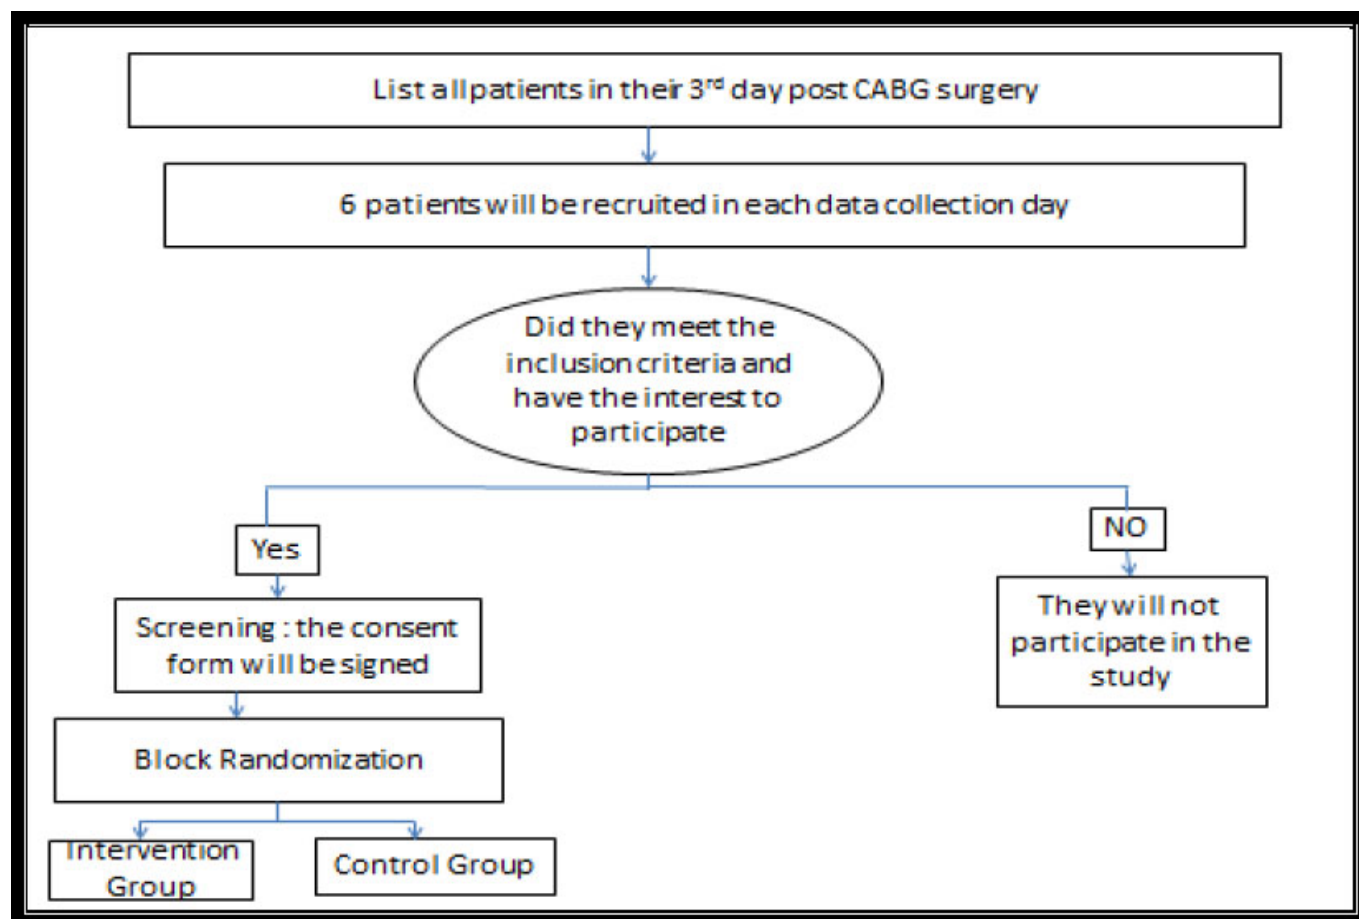 List all patients in their 3rd day post CABG surgery
6 patients will be recruited in each data collection day
Did they meet the
inclusion criteria and
have the interest to
participate
Yes
NO
Screening : the consent
form will be signed
They will not
participate in the
study
Block Randomization
Intervention
Group
Control Group